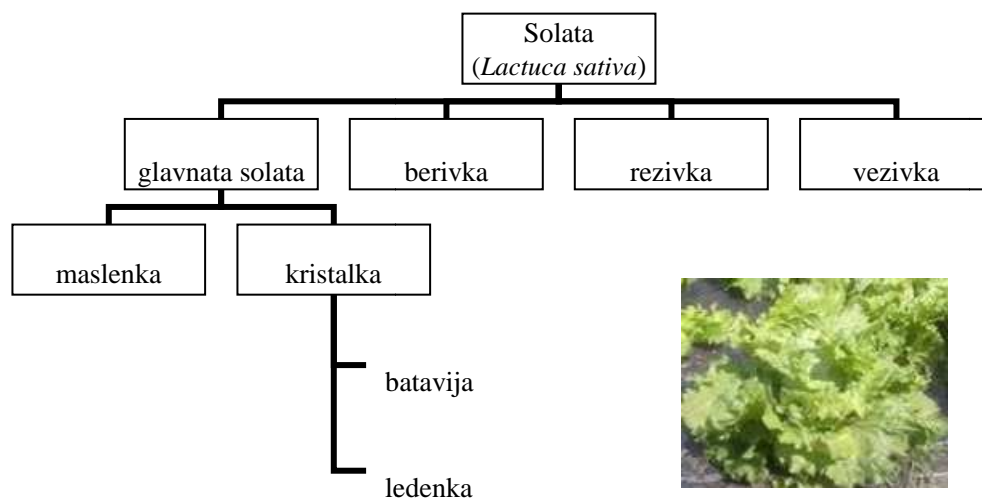 Solata
(Lactuca sativa)
glavnata solata
berivka
rezivka
vezivka
maslenka
kristalka
batavija
ledenka